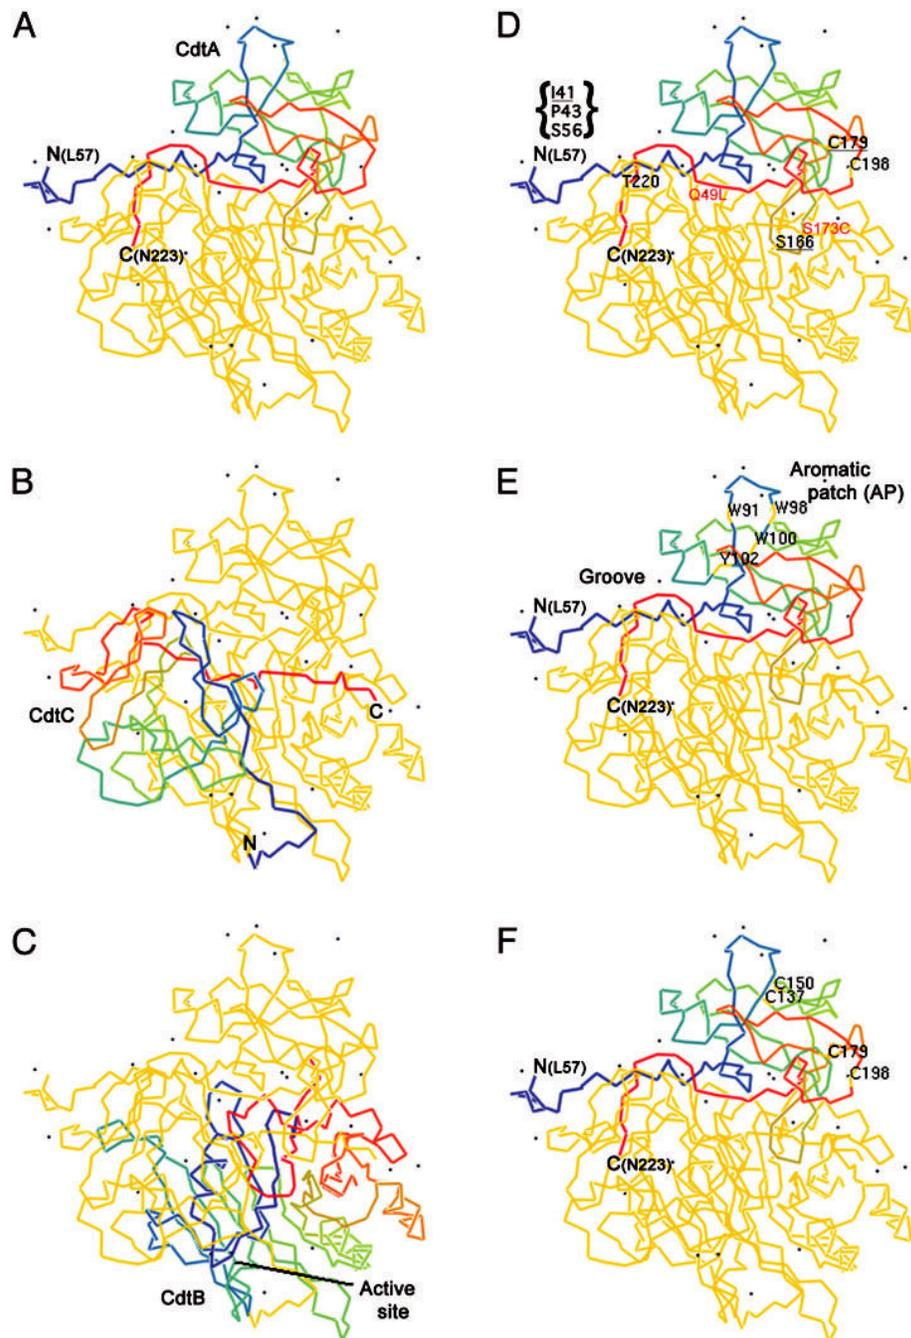 A
CdtA
N(L57)
C(N223)
B
CdtC
C
N
C
CdtB
Active
site
D
I41
P43
S56
N(L57)
C179
C198
T220
Q49L
S173C
S166
C(N223)
E
Aromatic
patch (AP)
W91
W98
W100
Y102
Groove
N(L57)
C(N223)
F
C150
C137
C179
C198
N(L57)
C(N223)